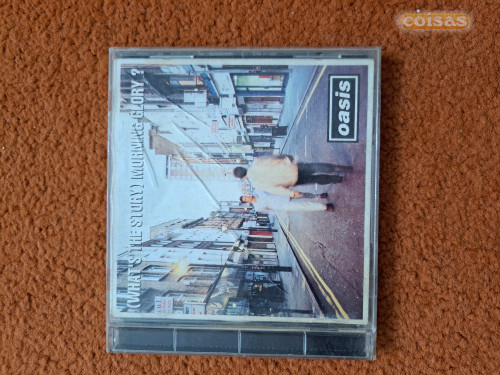 coisas
(WHAT'S THE STORY) MORNING GLORY?
oasis